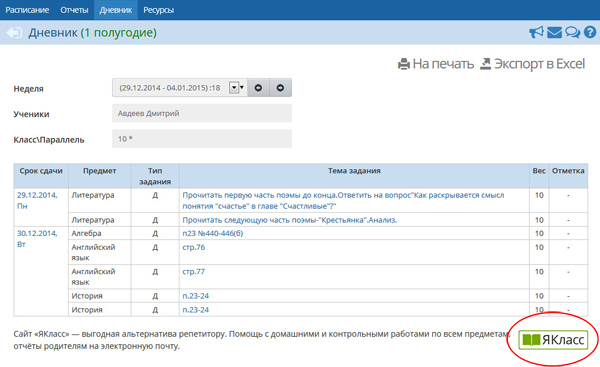 Расписание Отчеты Дневник Ресурсы
Дневник (1 полугодие)
На печать Экспорт в Excel
Неделя (29.12.2014 - 04.01.2015) :18
Ученики Авдеев Дмитрий
Класс\Параллель 10 *
Срок сдачи Предмет Тип задания Тема задания Вес Отметка
29.12.2014, Пн Литература Д Прочитать первую часть поэмы до конца.Ответить на вопрос"Как раскрывается смысл
понятия "счастье" в главе "Счастливые"?" 10 -
Литература Д Прочитать следующую часть поэмы-"Крестьянка".Анализ. 10 -
30.12.2014, Вт Алгебра Д п23 №440-446(б) 10 -
Английский язык Д стр.76 10 -
Английский язык Д стр.77 10 -
История Д п.23-24 10 -
История Д п.23-24 10 -
Сайт «ЯКласс» — выгодная альтернатива репетитору. Помощь с домашними и контрольными работами по всем предметам,
отчёты родителям на электронную почту.
ЯКласс